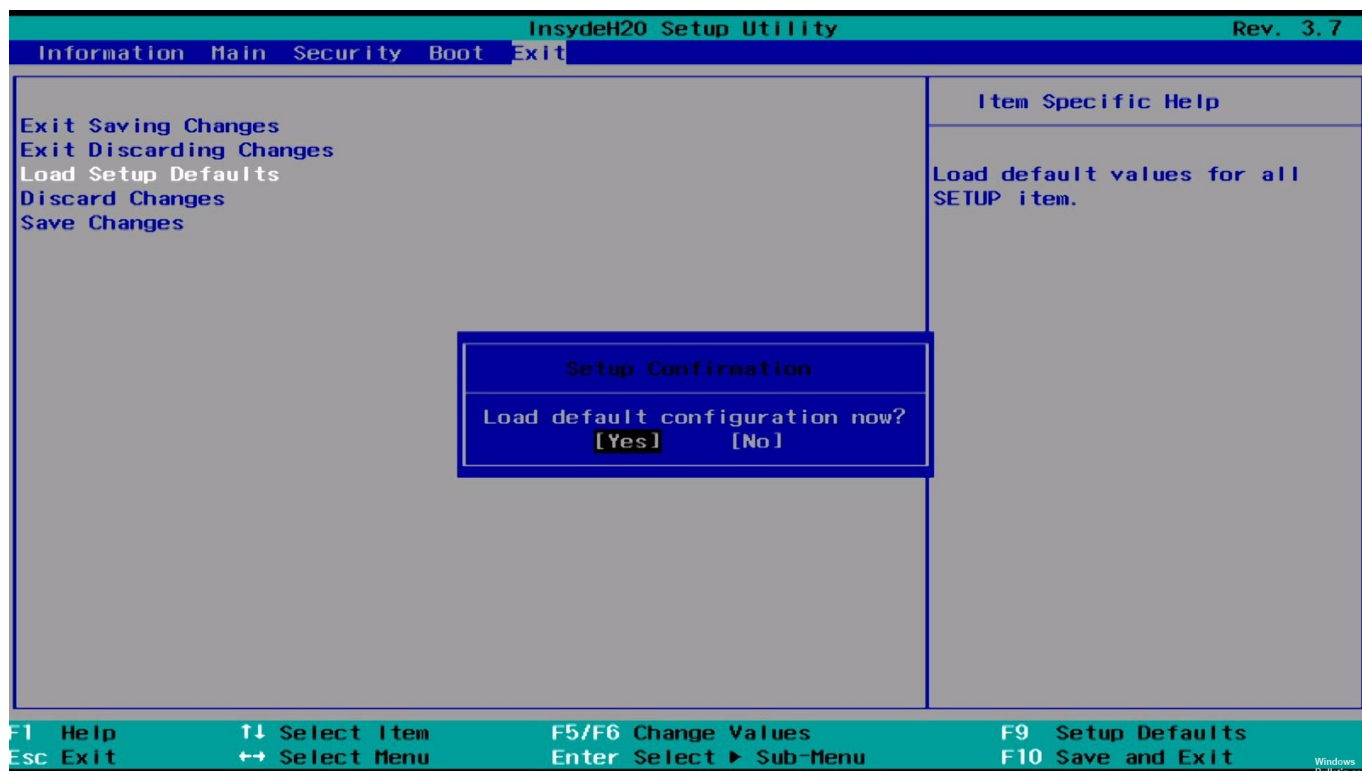 InsydeH20 Setup Utility Rev. 3.7
Information Main Security Boot Exit
Exit Saving Changes
Exit Discarding Changes
Load Setup Defaults
Discard Changes
Save Changes
Item Specific Help
Load default values for all
SETUP item.
Setup Confirmation
Load default configuration now?
[Yes] [No]
F1 Help ↑↓ Select Item F5/F6 Change Values F9 Setup Defaults
Esc Exit ↔ Select Menu Enter Select ▶ Sub-Menu F10 Save and Exit
Windows